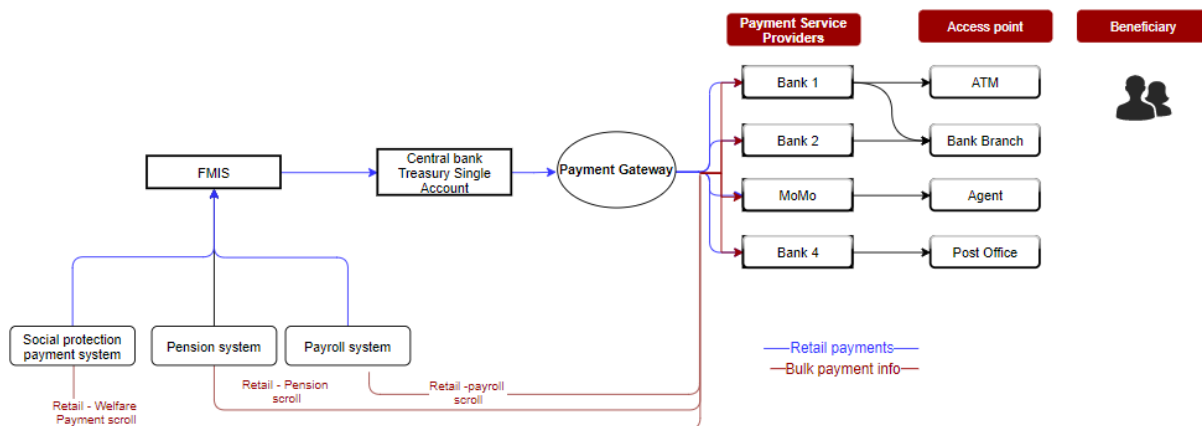 Payment Service
Providers
Access point
Beneficiary
Bank 1
ATM
Bank 2
Bank Branch
Central bank
Treasury Single
Account
FMIS
Payment Gateway
MoMo
Agent
Bank 4
Post Office
Social protection
payment system
Pension system
Payroll system
Retail payments
Bulk payment info
Retail - Pension
scroll
Retail -payroll
scroll
Retail - Welfare
Payment scroll